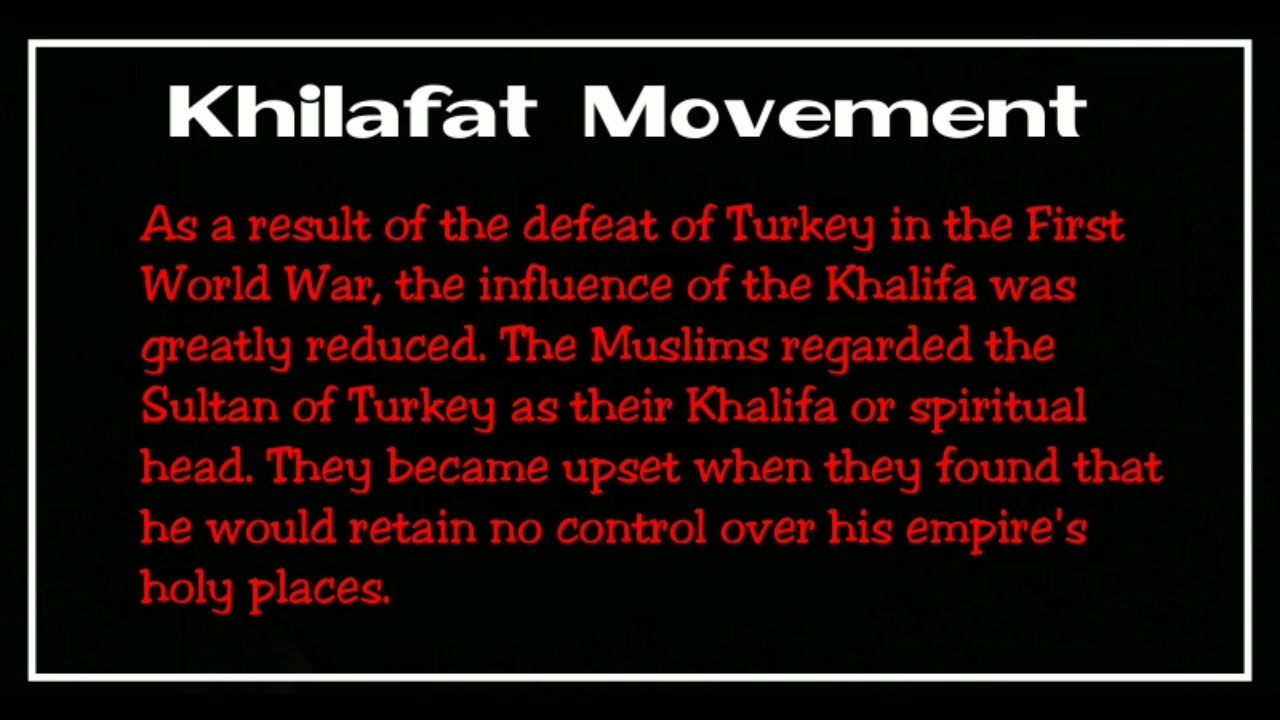 Khilafat Movement
As a result of the defeat of Turkey in the First
World War, the influence of the Khalifa was
greatly reduced. The Muslims regarded the
Sultan of Turkey as their Khalifa or spiritual
head. They became upset when they found that
he would retain no control over his empire's
holy places.